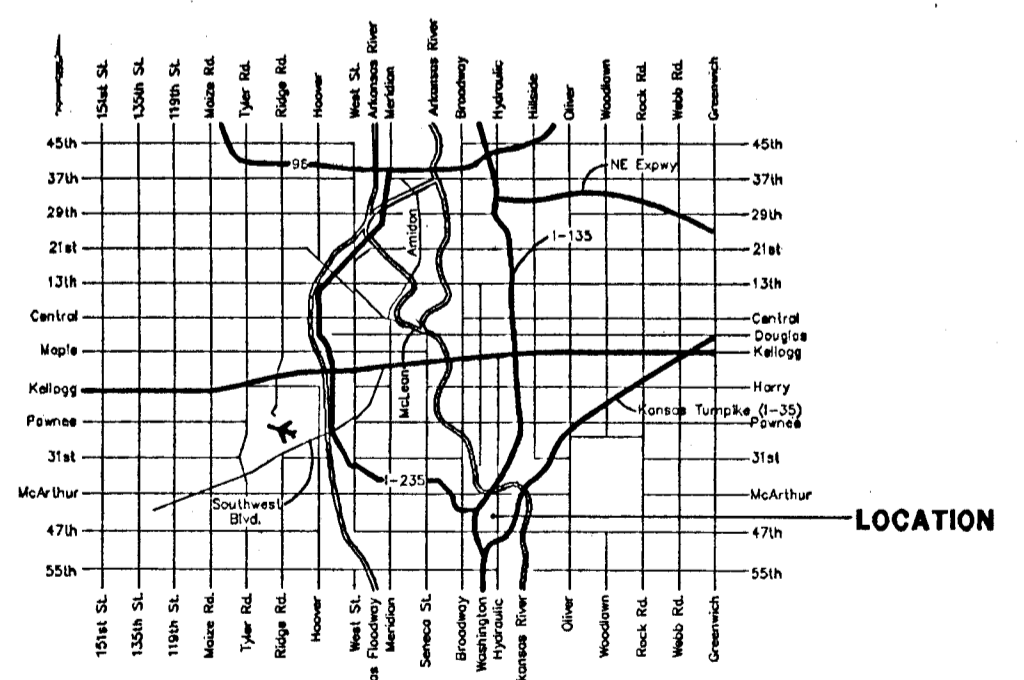 151st St.
135th St.
119th St.
Maize Rd.
Tyler Rd.
Ridge Rd.
Hoover
West St.
Arkansas River
Meridian
Arkansas River
Broadway
Hydraulic
Hillside
Oliver
Woodlawn
Rock Rd.
Webb Rd.
Greenwich
45th
45th
96
37th
NE Expwy
37th
29th
29th
Amidon
I-135
21st
21st
13th
13th
Central
Central
Douglas
Maple
Kellogg
McLean
Kellogg
Harry
Kansas Turnpike (I-35)
Pawnee
Pawnee
31st
31st
I-235
McArthur
McArthur
Southwest
Blvd.
LOCATION
47th
47th
55th
55th
151st St.
135th St.
119th St.
Maize Rd.
Tyler Rd.
Ridge Rd.
Hoover
as Floodway
West St.
Meridian
Seneca St.
Broadway
Washington
Hydraulic
kansas River
Oliver
Woodlawn
Rock Rd.
Webb Rd.
Greenwich